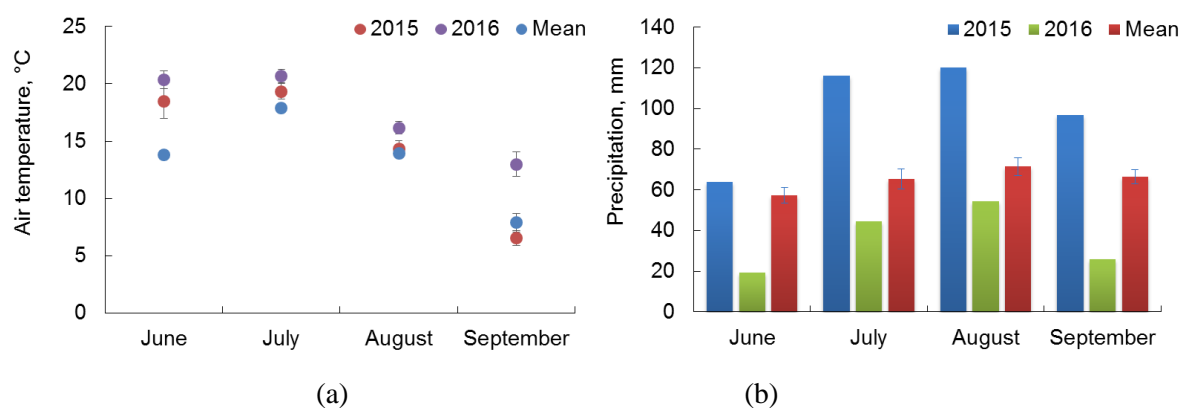 2015 2016 Mean
Air temperature, °C
25
20
15
10
5
0
June July August September
(a)
2015 2016 Mean
Precipitation, mm
140
120
100
80
60
40
20
0
June July August September
(b)